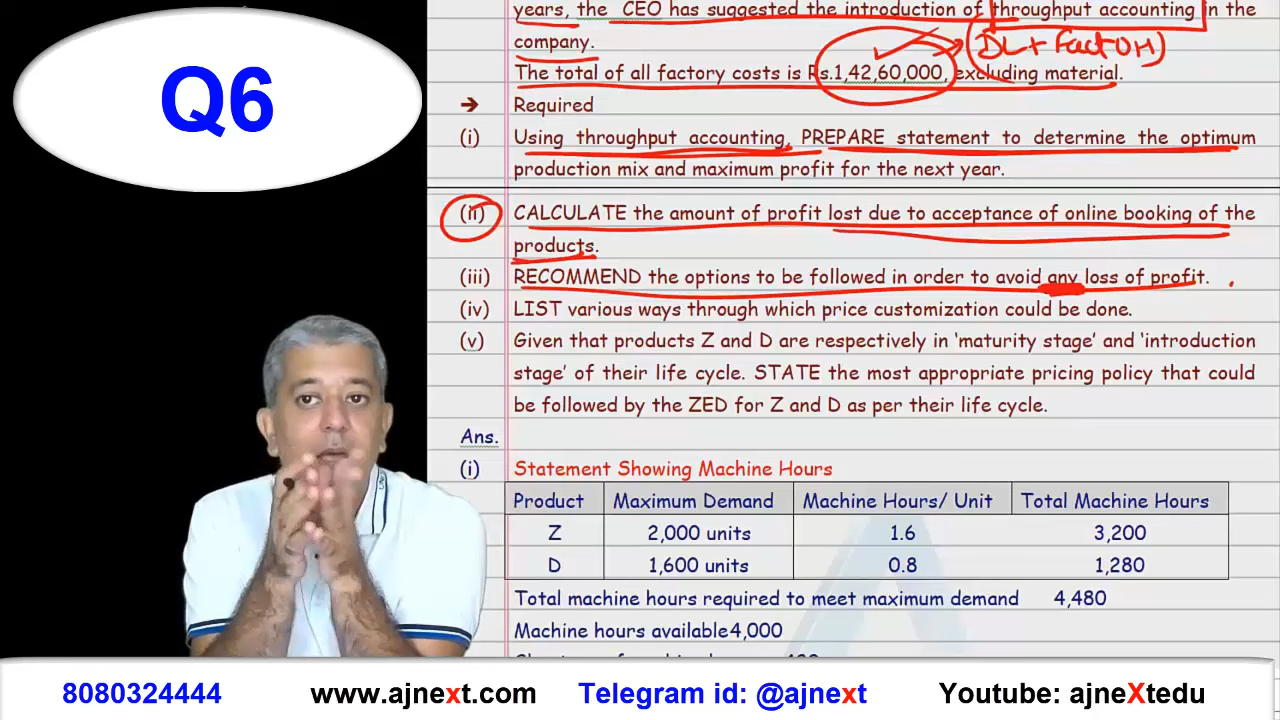 Q6
years, the CEO has suggested the introduction of throughput accounting in the
company.
DL + Fact OH)
The total of all factory costs is Rs.1,42,60,000, excluding material.
→ Required
(i) Using throughput accounting, PREPARE statement to determine the optimum
production mix and maximum profit for the next year.
(ii) CALCULATE the amount of profit lost due to acceptance of online booking of the
products.
(iii) RECOMMEND the options to be followed in order to avoid any loss of profit.
(iv) LIST various ways through which price customization could be done.
(v) Given that products Z and D are respectively in ‘maturity stage’ and ‘introduction
stage’ of their life cycle. STATE the most appropriate pricing policy that could
be followed by the ZED for Z and D as per their life cycle.
Ans.
(i) Statement Showing Machine Hours
Product Maximum Demand Machine Hours/ Unit Total Machine Hours
Z 2,000 units 1.6 3,200
D 1,600 units 0.8 1,280
Total machine hours required to meet maximum demand 4,480
Machine hours available4,000
8080324444 www.ajnext.com Telegram id: @ajnext Youtube: ajneXtedu